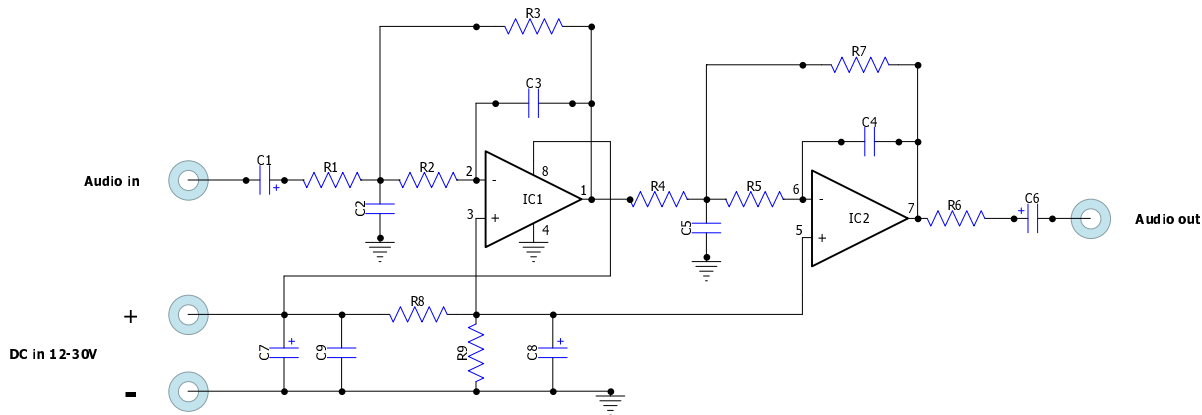 R3
R7
C3
C4
Audio in
C1
+
R1
R2
2
-
8
IC1
1
3
+
4
C2
R4
R5
6
-
IC2
7
5
+
C5
R6
+
C6
Audio out
+
R8
DC in 12-30V
C7
+
C9
R9
C8
+
-